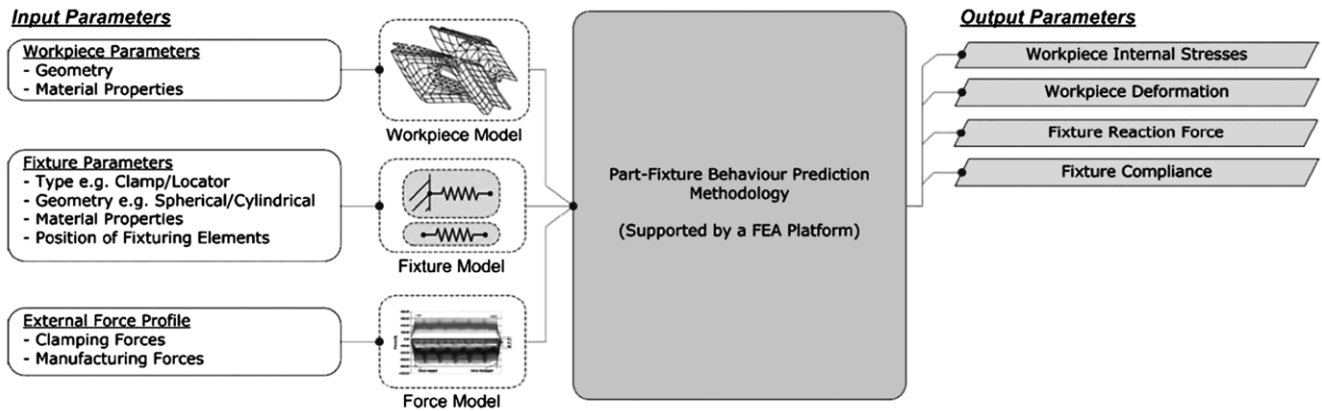 Input Parameters
Workpiece Parameters
- Geometry
- Material Properties
Workpiece Model
Fixture Parameters
- Type e.g. Clamp/Locator
- Geometry e.g. Spherical/Cylindrical
- Material Properties
- Position of Fixturing Elements
Fixture Model
External Force Profile
- Clamping Forces
- Manufacturing Forces
Force Model
Part-Fixture Behaviour Prediction
Methodology
(Supported by a FEA Platform)
Output Parameters
Workpiece Internal Stresses
Workpiece Deformation
Fixture Reaction Force
Fixture Compliance